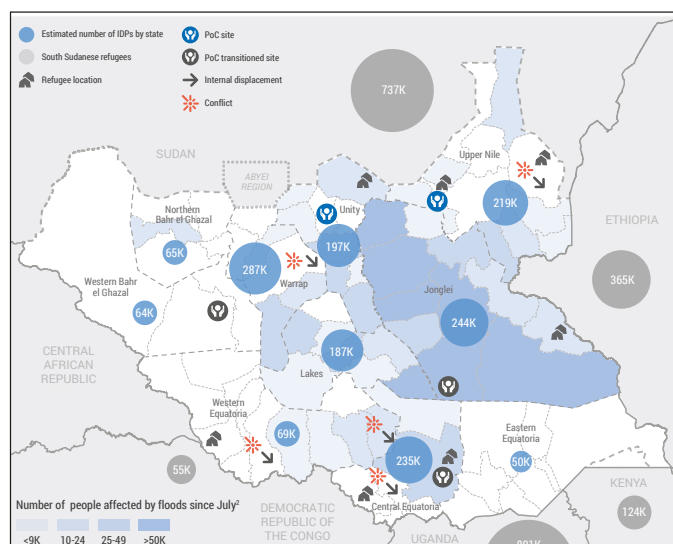 Estimated number of IDPs by state
South Sudanese refugees
Refugee location
PoC site
PoC transitioned site
Internal displacement
Conflict
737K
SUDAN
ABYEI
REGION
Upper Nile
219K
ETHIOPIA
Northern
Bahr el Ghazal
65K
Unity
197K
287K
Warrap
365K
Western Bahr
el Ghazal
64K
Jonglei
244K
187K
CENTRAL
AFRICAN
REPUBLIC
Lakes
Western
Equatoria
69K
Eastern
Equatoria
50K
235K
55K
KENYA
124K
Central Equatoria
DEMOCRATIC
REPUBLIC OF
THE CONGO
UGANDA
Number of people affected by floods since July2
<9K 10-24 25-49 >50K